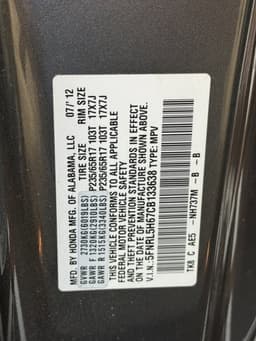 MFD. BY HONDA MFG. OF ALABAMA, LLC 07/'12
TIRE SIZE RIM SIZE
GVWR 2730KG(6019LBS)
GAWR F 1320KG(2910LBS) P235/65R17 103T 17X7J
GAWR R 1515KG(3340LBS) P235/65R17 103T 17X7J
THIS VEHICLE CONFORMS TO ALL APPLICABLE
FEDERAL MOTOR VEHICLE SAFETY
AND THEFT PREVENTION STANDARDS IN EFFECT
ON THE DATE OF MANUFACTURE SHOWN ABOVE.
V.I.N.: 5FNRL5H67CB133638 TYPE: MPV
TK8 C AE5 -NH737M -B -B